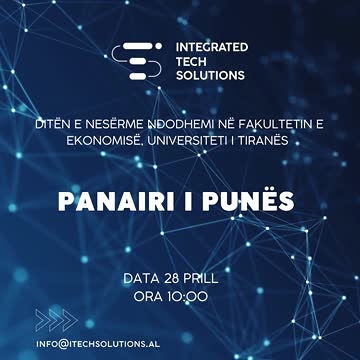 INTEGRATED
TECH
SOLUTIONS
DITËN E NESËRME NDODHEMI NË FAKULTETIN E
EKONOMISË, UNIVERSITETI I TIRANËS
PANAIRI I PUNËS
DATA 28 PRILL
ORA 10:00
INFO@ITECHSOLUTIONS.AL